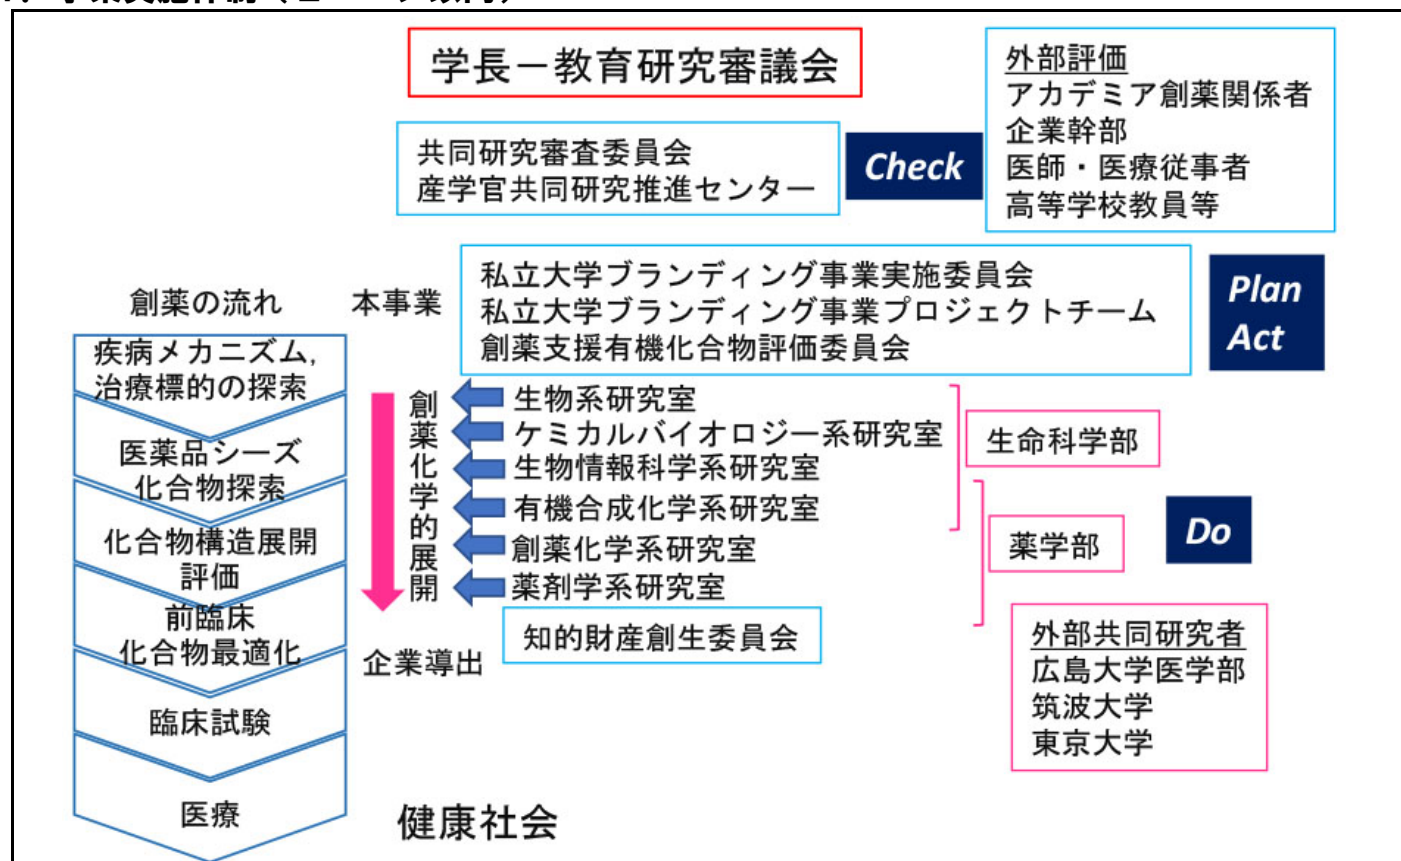 学長－教育研究審議会
共同研究審査委員会
産学官共同研究推進センター
Check
外部評価
アカデミア創薬関係者
企業幹部
医師・医療従事者
高等学校教員等
私立大学ブランディング事業実施委員会
私立大学ブランディング事業プロジェクトチーム
創薬支援有機化合物評価委員会
Plan
Act
創薬の流れ
本事業
疾病メカニズム,
治療標的の探索
医薬品シーズ
化合物探索
化合物構造展開
評価
前臨床
化合物最適化
臨床試験
医療
創薬化学的展開
生物系研究室
ケミカルバイオロジー系研究室
生物情報科学系研究室
有機合成化学系研究室
創薬化学系研究室
薬剤学系研究室
生命科学部
薬学部
Do
知的財産創生委員会
企業導出
外部共同研究者
広島大学医学部
筑波大学
東京大学
健康社会